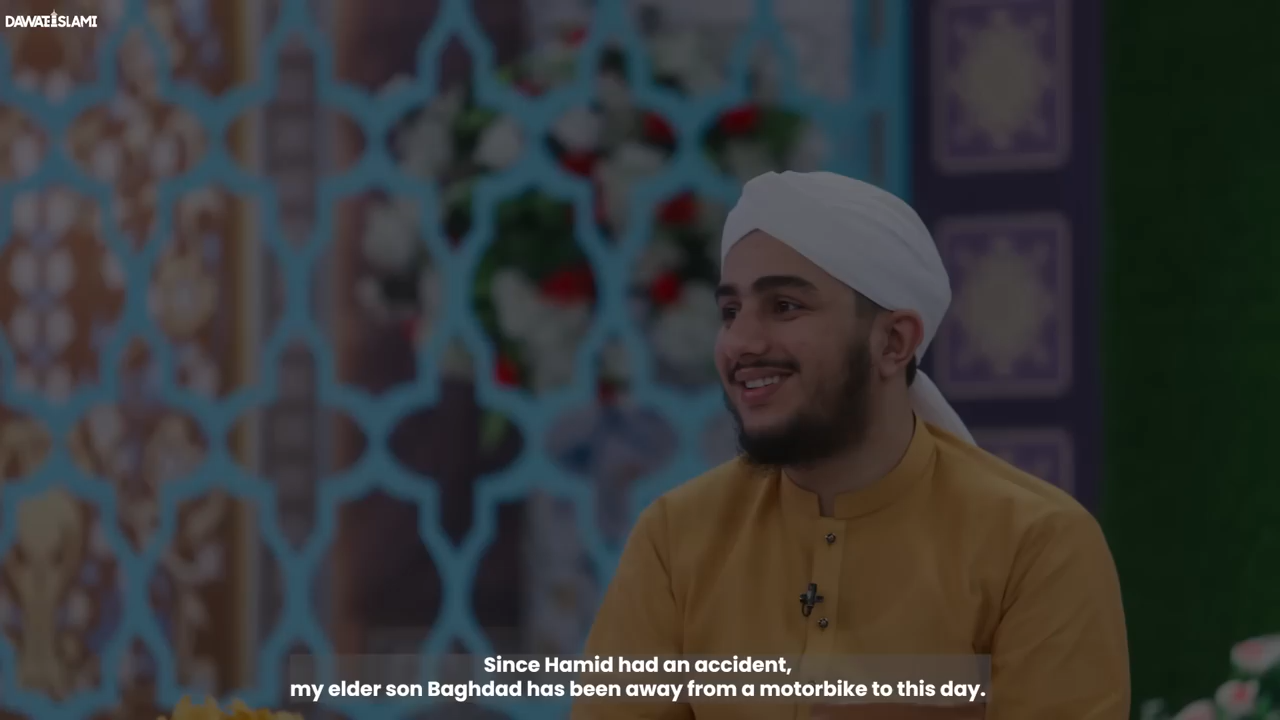 DAWATEISLAMI
Since Hamid had an accident,
my elder son Baghdad has been away from a motorbike to this day.